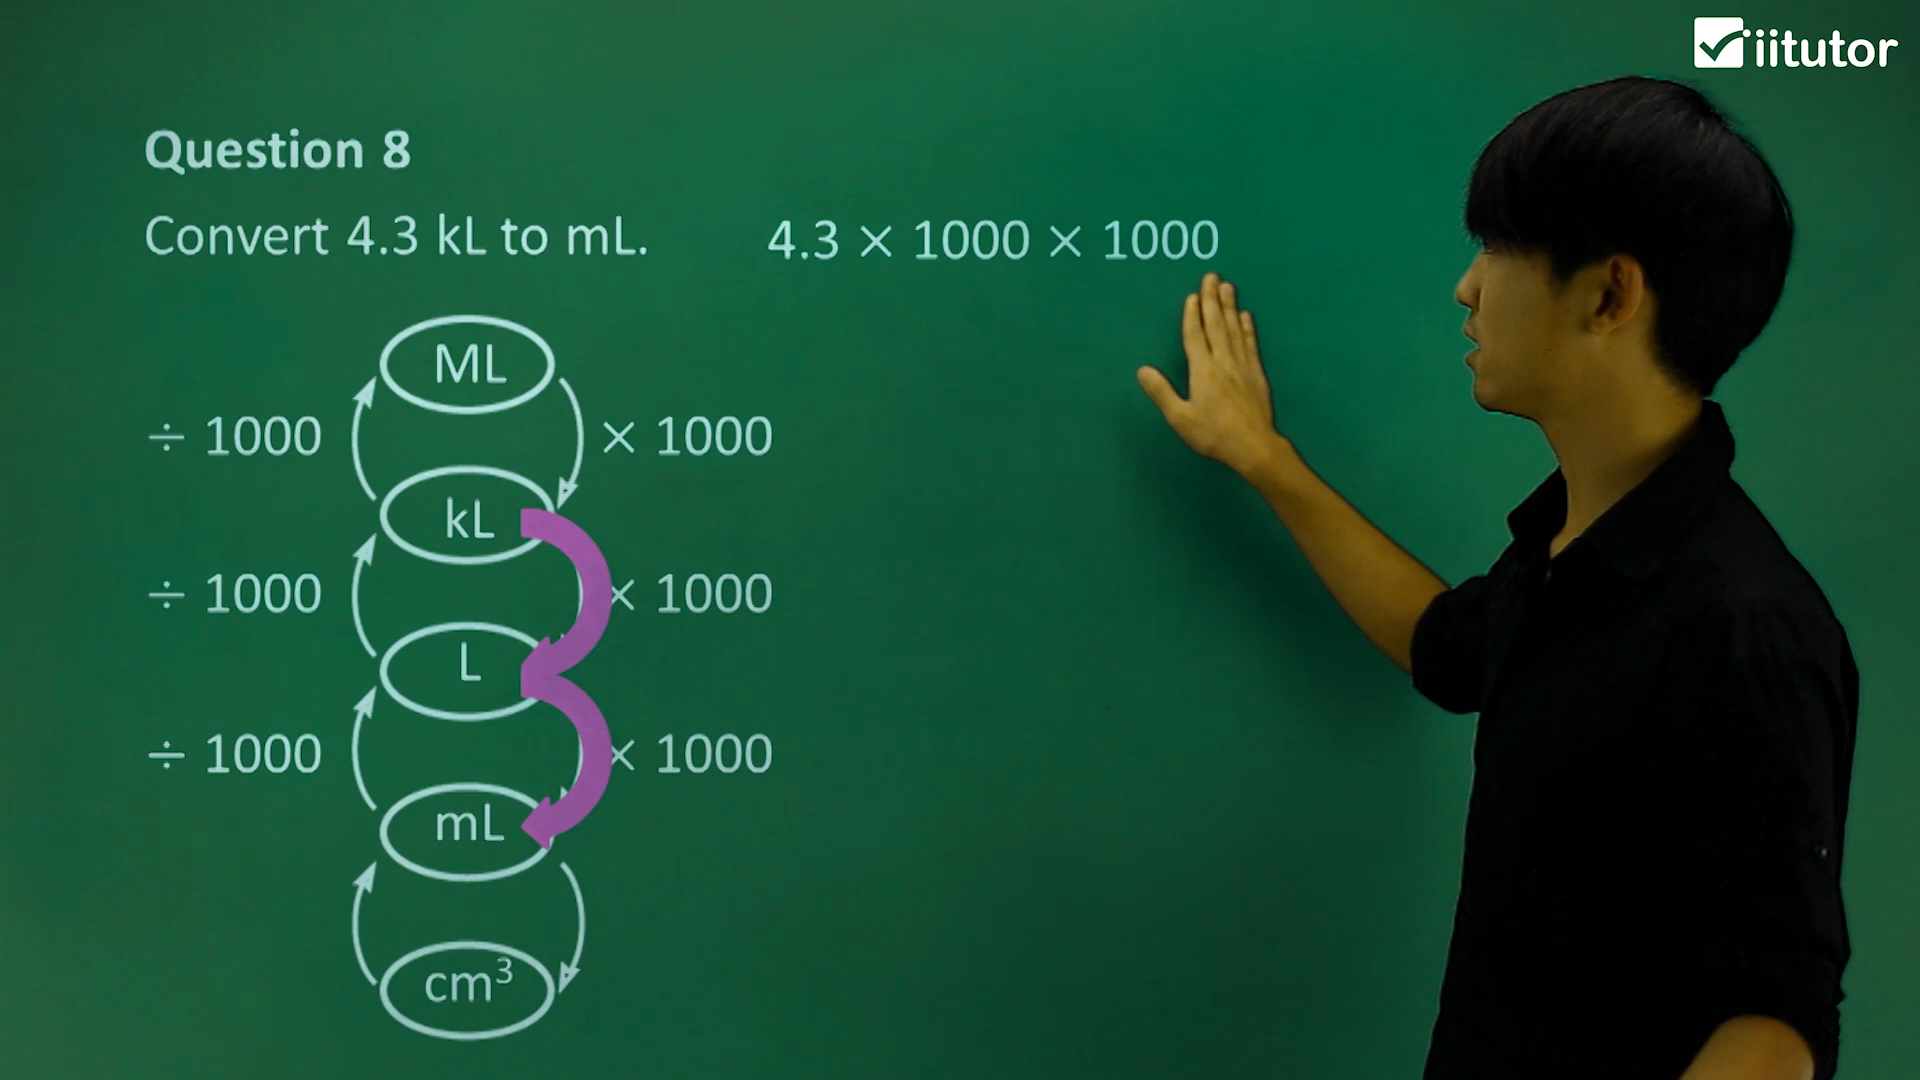 iitutor
Question 8
Convert 4.3 kL to mL. 4.3 × 1000 × 1000
ML
÷ 1000 × 1000
kL
÷ 1000 × 1000
L
÷ 1000 × 1000
mL
cm³